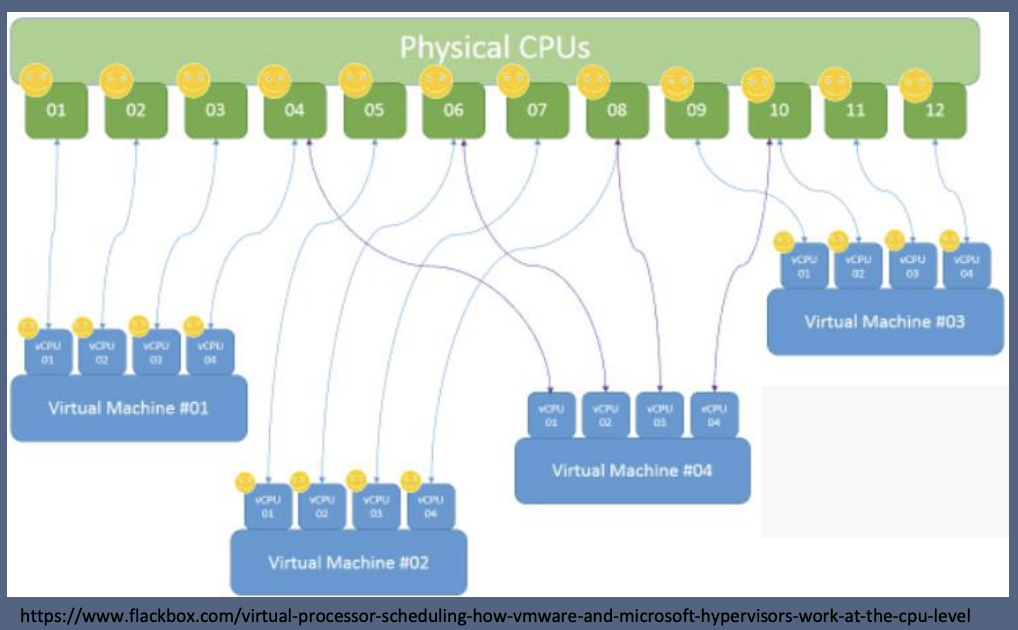 Physical CPUs
01 02 03 04 05 06 07 08 09 10 11 12
vCPU 01
vCPU 02
vCPU 03
vCPU 04
Virtual Machine #03
vCPU 01
vCPU 02
vCPU 03
vCPU 04
Virtual Machine #01
vCPU 01
vCPU 02
vCPU 03
vCPU 04
Virtual Machine #04
vCPU 01
vCPU 02
vCPU 03
vCPU 04
Virtual Machine #02
https://www.flackbox.com/virtual-processor-scheduling-how-vmware-and-microsoft-hypervisors-work-at-the-cpu-level